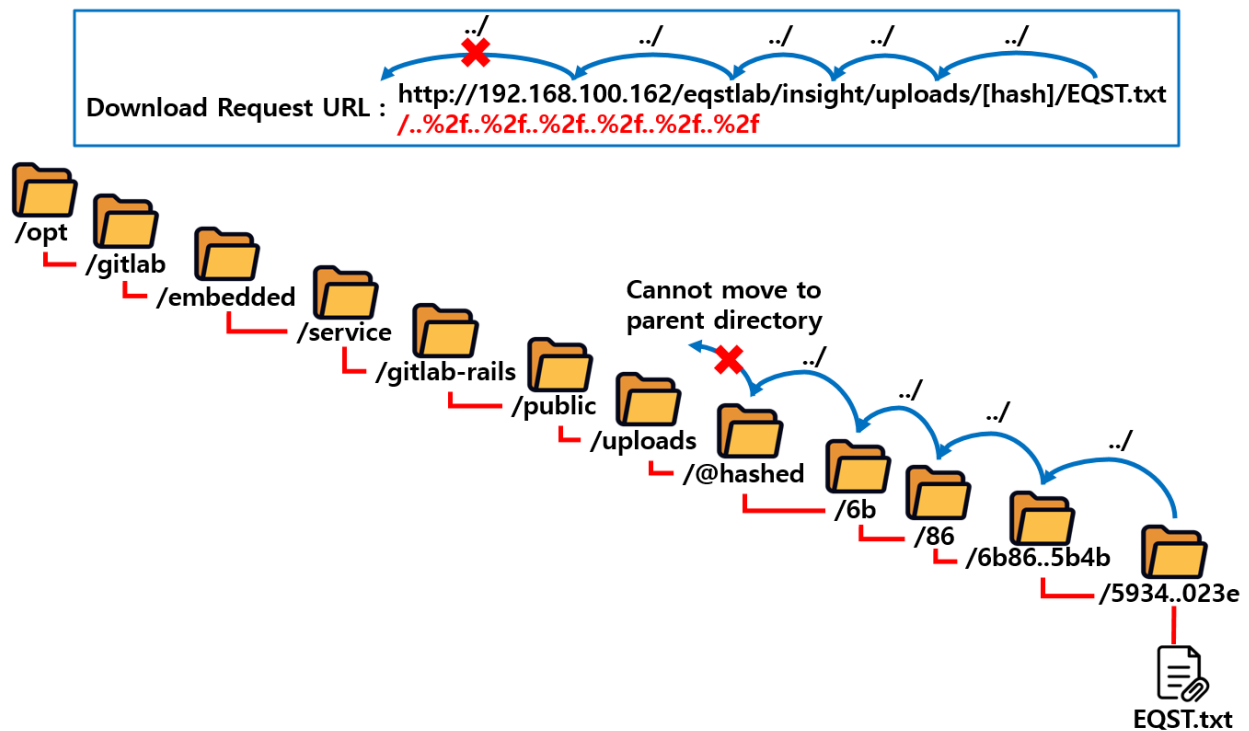 ../ ../ ../ ../ ../
Download Request URL : http://192.168.100.162/eqstlab/insight/uploads/[hash]/EQST.txt
/..%2f..%2f..%2f..%2f..%2f..%2f
/opt
/gitlab
/embedded
/service
/gitlab-rails
/public
/uploads
Cannot move to
parent directory
../ ../ ../ ../
/@hashed
/6b
/86
/6b86..5b4b
/5934..023e
EQST.txt